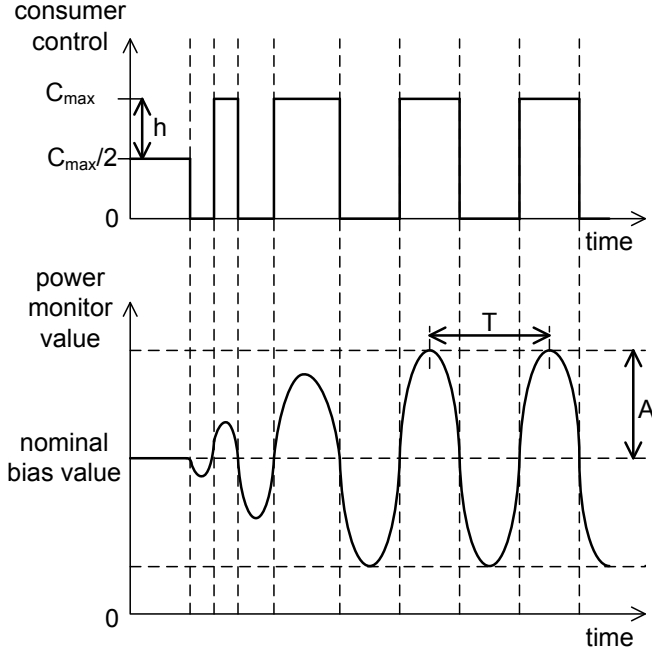 consumer
control
C_max
h
C_max/2
0
time
power
monitor
value
T
A
nominal
bias value
0
time